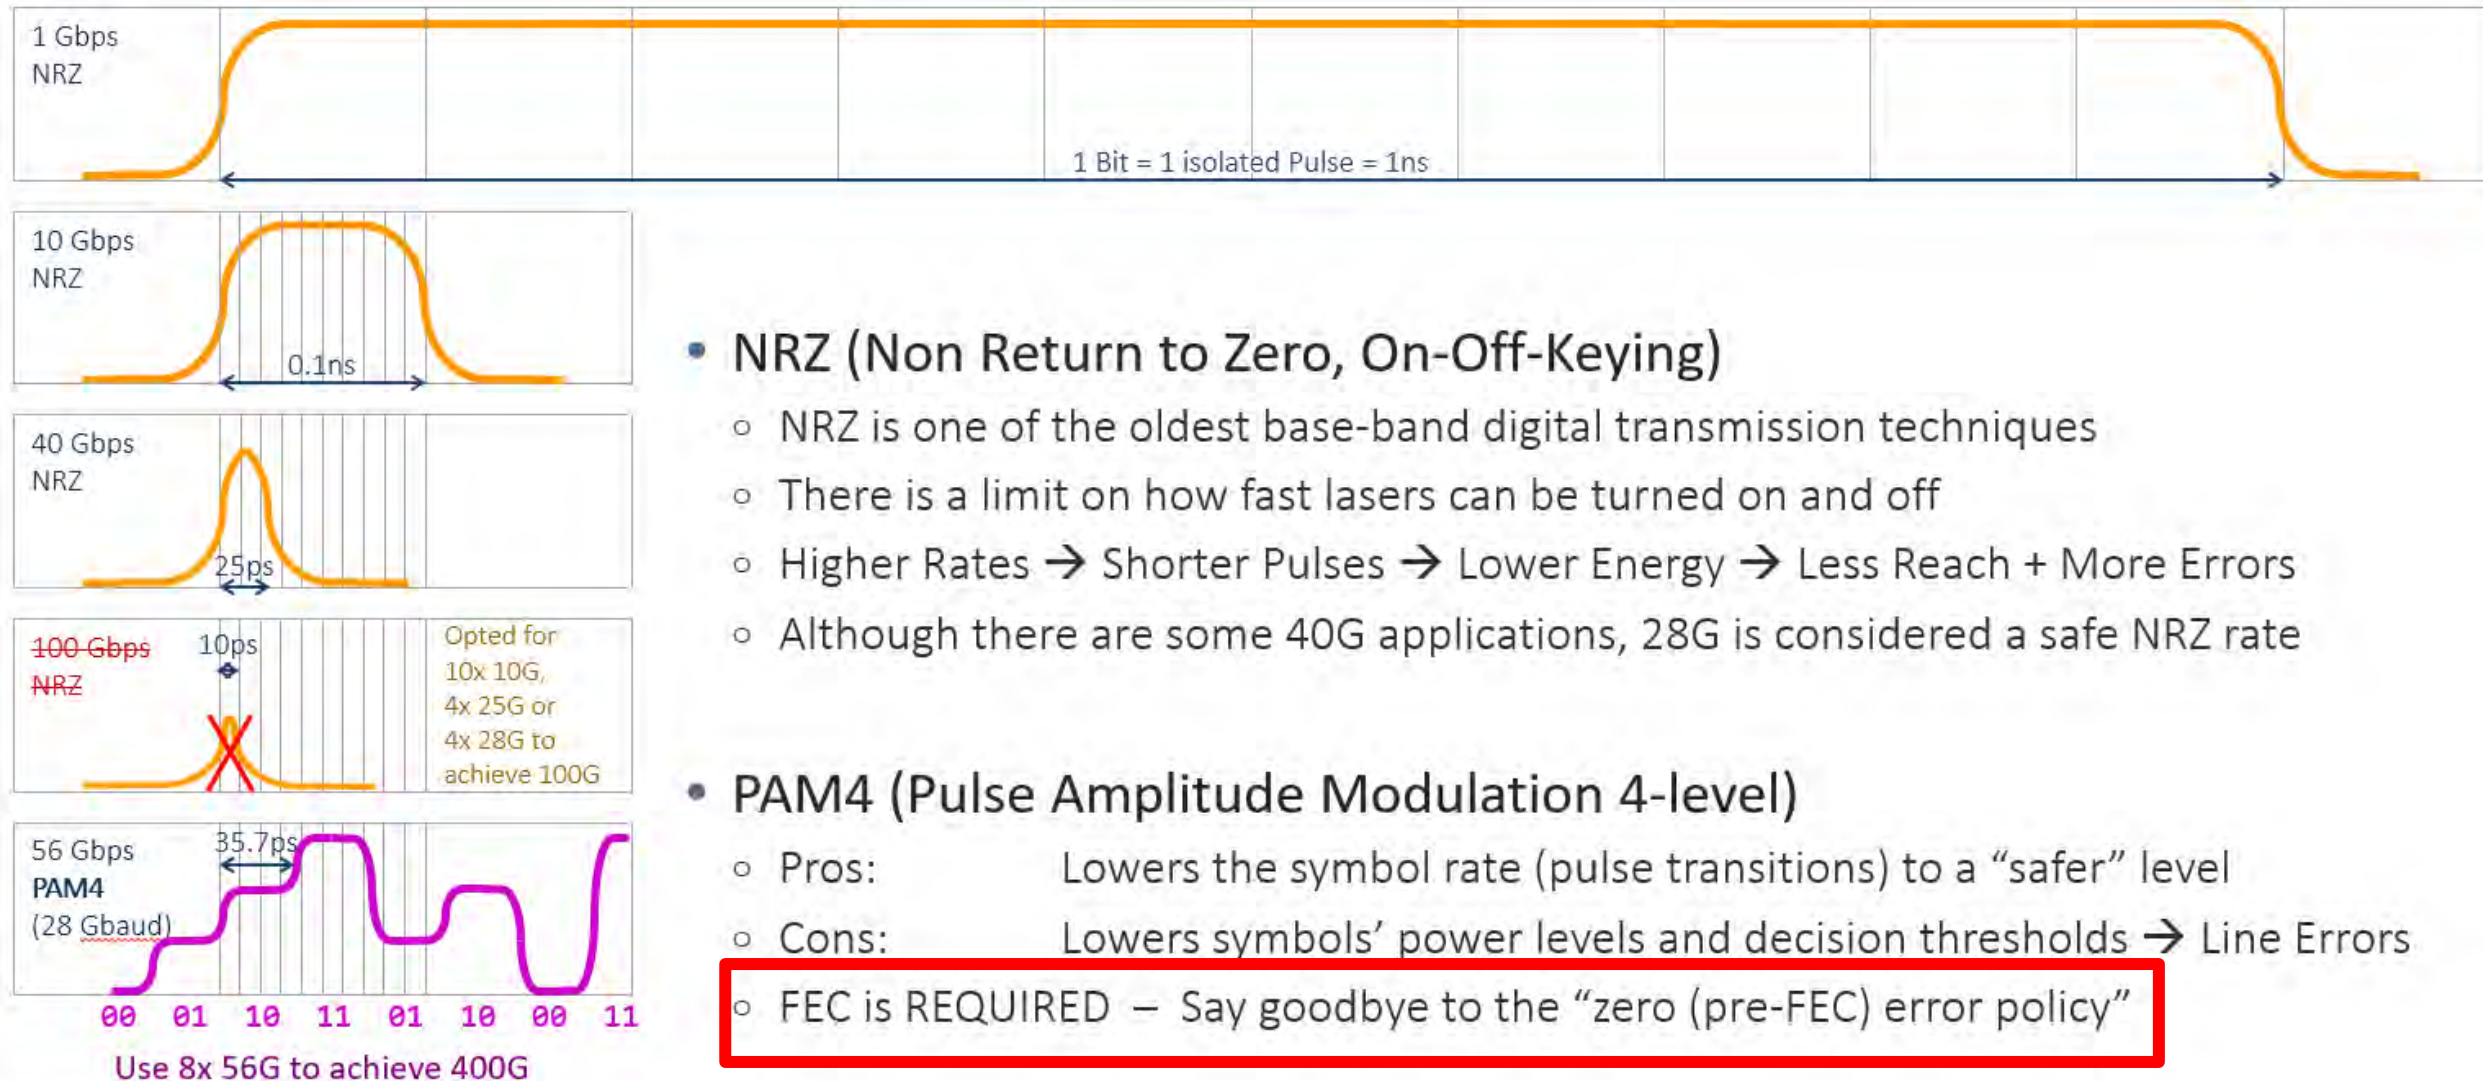 1 Gbps
NRZ
1 Bit = 1 isolated Pulse = 1ns
10 Gbps
NRZ
0.1ns
40 Gbps
NRZ
25ps
100 Gbps
NRZ
10ps
Opted for
10x 10G,
4x 25G or
4x 28G to
achieve 100G
56 Gbps
PAM4
(28 Gbaud)
35.7ps
00 01 10 11 01 10 00 11
Use 8x 56G to achieve 400G
• NRZ (Non Return to Zero, On-Off-Keying)
○ NRZ is one of the oldest base-band digital transmission techniques
○ There is a limit on how fast lasers can be turned on and off
○ Higher Rates → Shorter Pulses → Lower Energy → Less Reach + More Errors
○ Although there are some 40G applications, 28G is considered a safe NRZ rate
• PAM4 (Pulse Amplitude Modulation 4-level)
○ Pros: Lowers the symbol rate (pulse transitions) to a “safer” level
○ Cons: Lowers symbols’ power levels and decision thresholds → Line Errors
○ FEC is REQUIRED – Say goodbye to the “zero (pre-FEC) error policy”